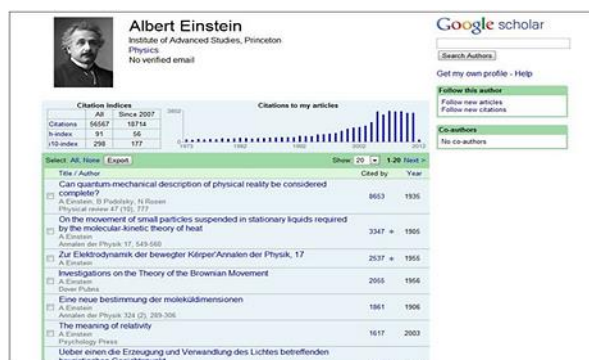 Albert Einstein
Institute of Advanced Studies, Princeton
Physics
No verified email
Google scholar
Search Authors
Get my own profile - Help
Follow this author
Follow new articles
Follow new citations
Co-authors
No co-authors
Citation indices
All Since 2007
Citations 56567 18714
h-index 91 56
i10-index 298 177
Citations to my articles
1973 1982 1992 2002 2012
Select: All, None Export
Show: 20 1-20 Next >
Title / Author Cited by Year
Can quantum-mechanical description of physical reality be considered
complete? 8653 1935
A Einstein, B Podolsky, N Rosen
Physical review 47 (10), 777
On the movement of small particles suspended in stationary liquids required
by the molecular-kinetic theory of heat 3347 * 1905
A Einstein
Annalen der Physik 17, 549-560
Zur Elektrodynamik der bewegter Körper'Annalen der Physik, 17 2537 * 1955
A Einstein
Investigations on the Theory of the Brownian Movement 2055 1956
A Einstein
Dover Pubns
Eine neue bestimmung der moleküldimensionen 1861 1906
A Einstein
Annalen der Physik 324 (2), 289-306
The meaning of relativity 1617 2003
A Einstein
Psychology Press
Ueber einen die Erzeugung und Verwandlung des Lichtes betreffenden